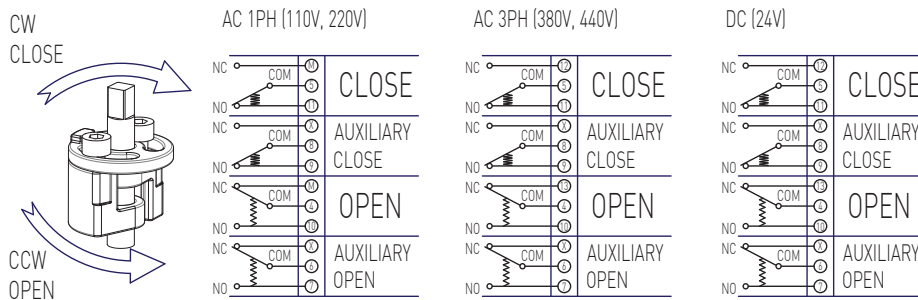 CW
CLOSE
CCW
OPEN
AC 1PH (110V, 220V)
NC COM NO M 5 11 CLOSE
NC COM NO X 8 9 AUXILIARY CLOSE
NC COM NO M 4 10 OPEN
NC COM NO X 6 7 AUXILIARY OPEN
AC 3PH (380V, 440V)
NC COM NO 12 5 11 CLOSE
NC COM NO X 8 9 AUXILIARY CLOSE
NC COM NO 13 4 10 OPEN
NC COM NO X 6 7 AUXILIARY OPEN
DC (24V)
NC COM NO 12 5 11 CLOSE
NC COM NO X 8 9 AUXILIARY CLOSE
NC COM NO 13 4 10 OPEN
NC COM NO X 6 7 AUXILIARY OPEN